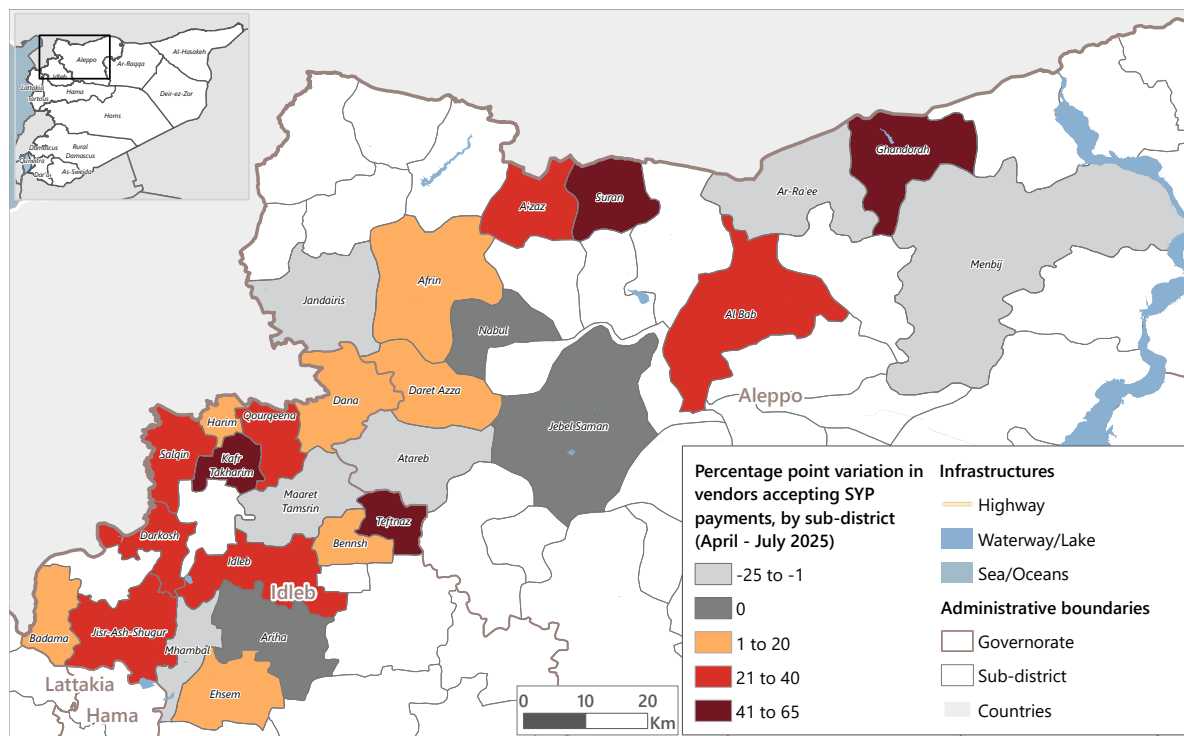 Aleppo
Al-Hasakeh
Ar-Raqqa
Idleb
Lattakia
Hama
Tartous
Deir-ez-Zor
Homs
Damascus
Rural
Damascus
Quneitra
Dar'a
As-Sweida
Ghandorah
A'zaz
Suran
Ar-Ra'ee
Menbij
Afrin
Jandairis
Nabul
Al Bab
Dana
Daret Azza
Aleppo
Harim
Qourqeena
Jebel Saman
Salqin
Kafr
Takharim
Atareb
Maaret
Tamsrin
Teftnaz
Darkosh
Bennsh
Idleb
Idleb
Badama
Jisr-Ash-Shugur
Ariha
Mhambal
Lattakia
Ehsem
Hama
0 10 20
Km
Percentage point variation in
vendors accepting SYP
payments, by sub-district
(April - July 2025)
-25 to -1
0
1 to 20
21 to 40
41 to 65
Infrastructures
Highway
Waterway/Lake
Sea/Oceans
Administrative boundaries
Governorate
Sub-district
Countries